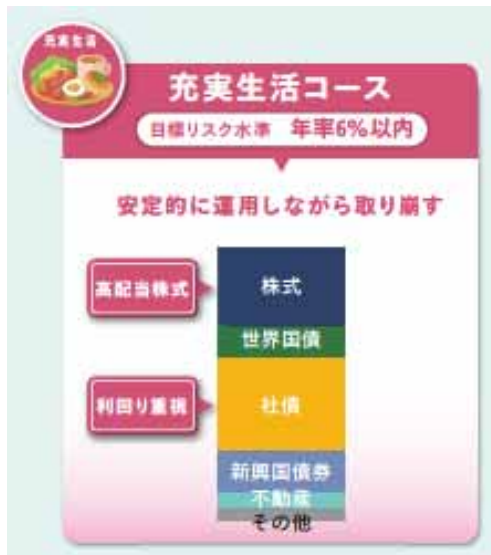 充実生活
充実生活コース
目標リスク水準 年率6%以内
安定的に運用しながら取り崩す
高配当株式
株式
世界国債
利回り重視
社債
新興国債券
不動産
その他